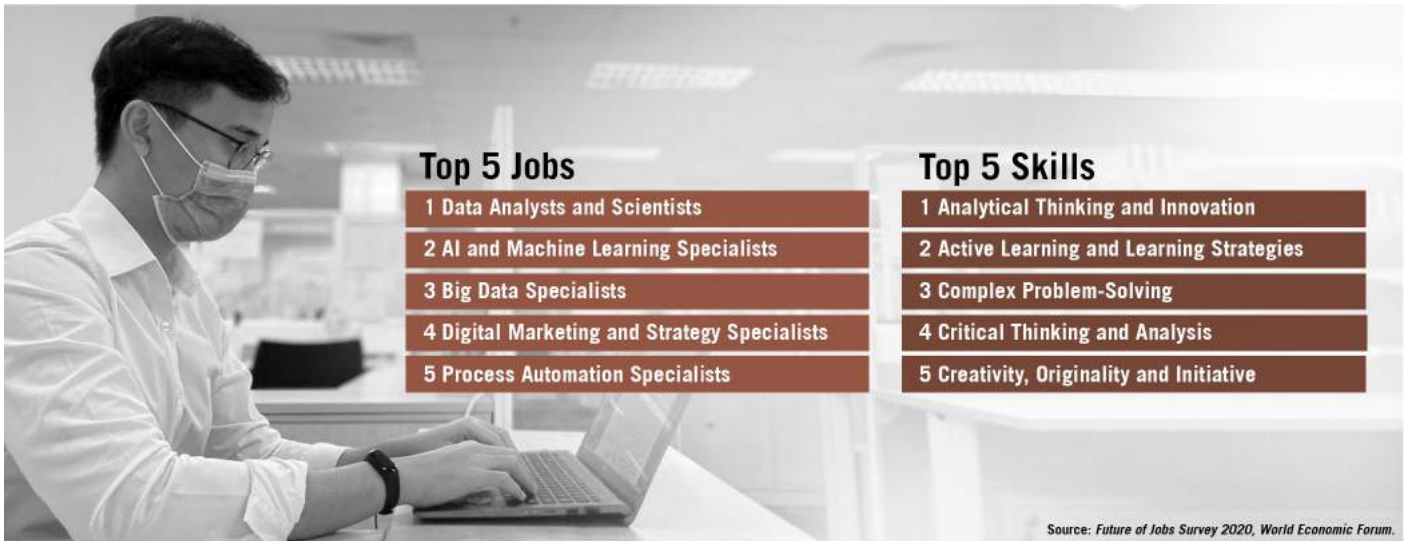 Top 5 Jobs
1 Data Analysts and Scientists
2 AI and Machine Learning Specialists
3 Big Data Specialists
4 Digital Marketing and Strategy Specialists
5 Process Automation Specialists
Top 5 Skills
1 Analytical Thinking and Innovation
2 Active Learning and Learning Strategies
3 Complex Problem-Solving
4 Critical Thinking and Analysis
5 Creativity, Originality and Initiative
Source: Future of Jobs Survey 2020, World Economic Forum.